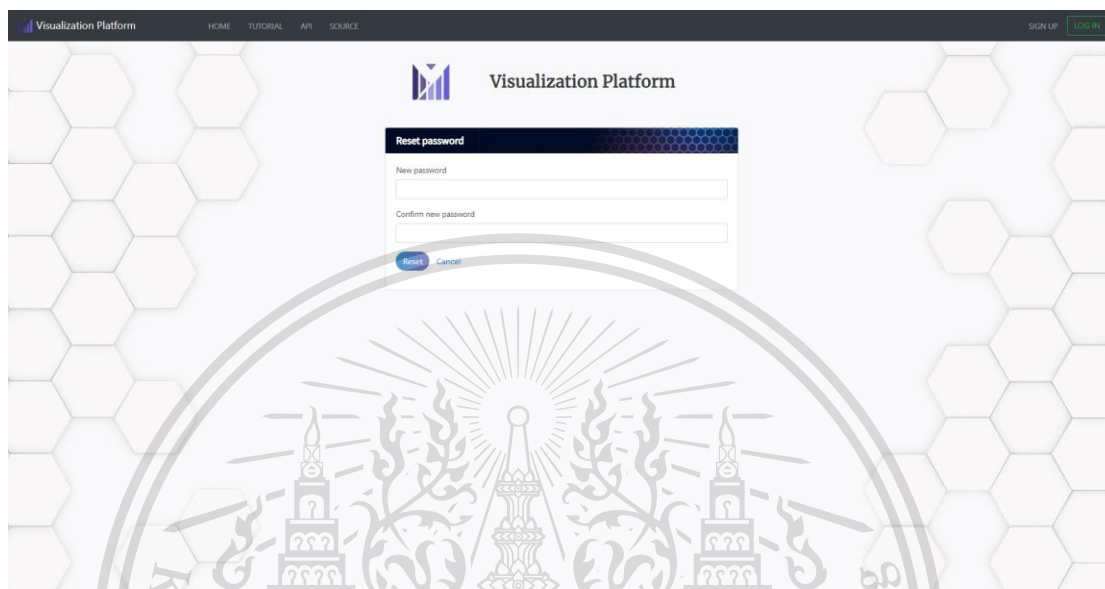 Visualization Platform HOME TUTORIAL API SOURCE SIGN UP LOG IN
Visualization Platform
Reset password
New password
Confirm new password
Reset Cancel